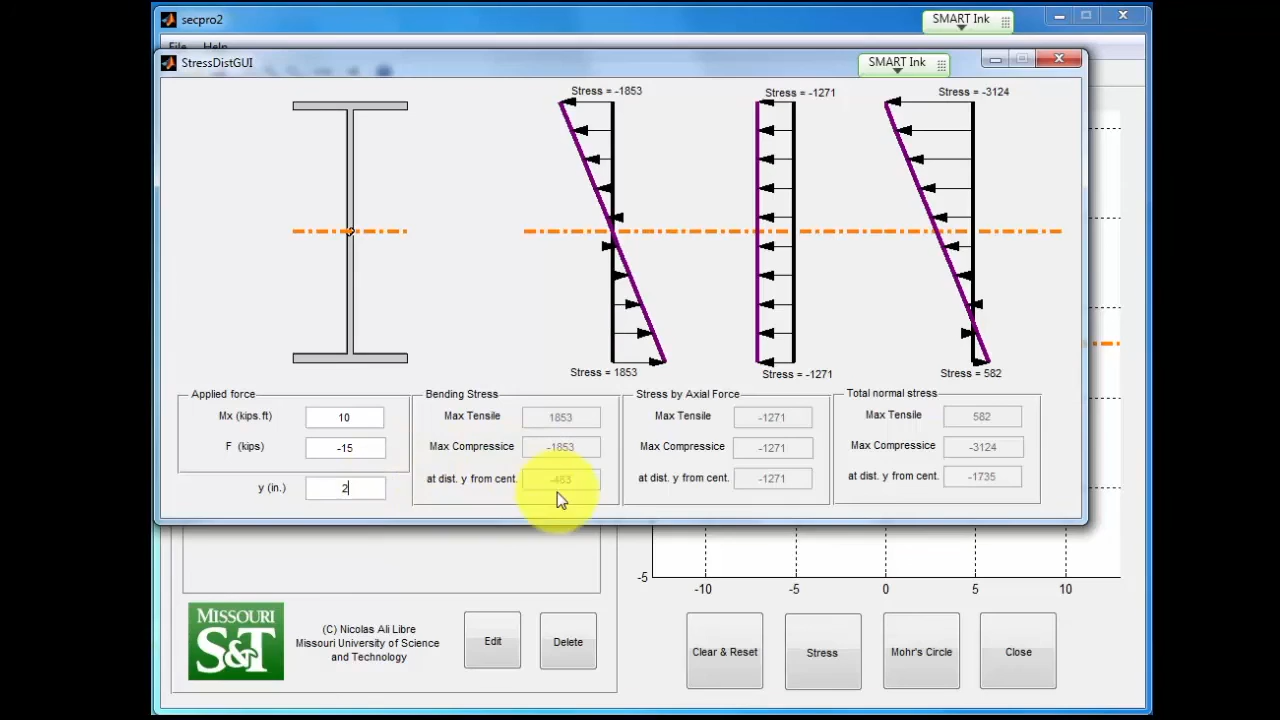 secpro2
SMART Ink
File Help
StressDistGUI
SMART Ink
Stress = -1853
Stress = -1271
Stress = -3124
Stress = 1853
Stress = -1271
Stress = 582
Applied force
Mx (kips.ft) 10
F (kips) -15
y (in.) 2
Bending Stress
Max Tensile 1853
Max Compressice -1853
at dist. y from cent. -463
Stress by Axial Force
Max Tensile -1271
Max Compressice -1271
at dist. y from cent. -1271
Total normal stress
Max Tensile 582
Max Compressice -3124
at dist. y from cent. -1735
-5
-10 -5 0 5 10
MISSOURI
S&T
(C) Nicolas Ali Libre
Missouri University of Science
and Technology
Edit
Delete
Clear & Reset
Stress
Mohr's Circle
Close